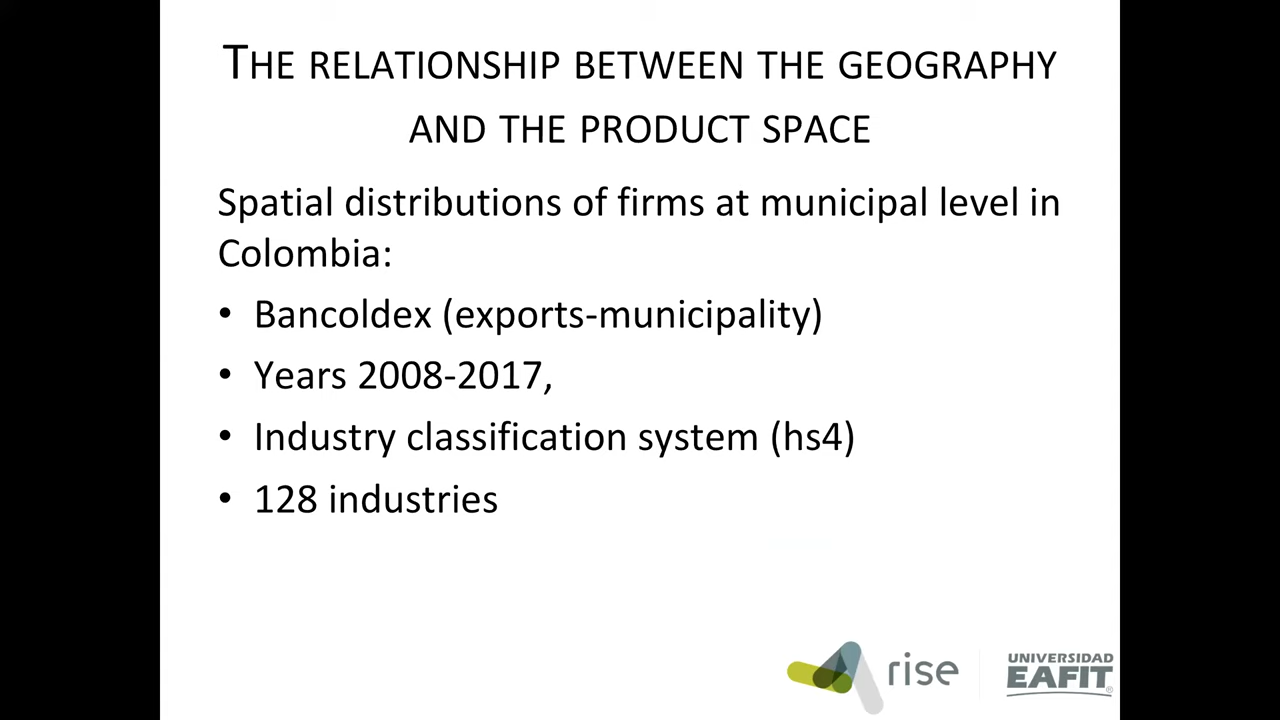 THE RELATIONSHIP BETWEEN THE GEOGRAPHY
AND THE PRODUCT SPACE
Spatial distributions of firms at municipal level in
Colombia:
• Bancoldex (exports-municipality)
• Years 2008-2017,
• Industry classification system (hs4)
• 128 industries
rise
UNIVERSIDAD
EAFIT®